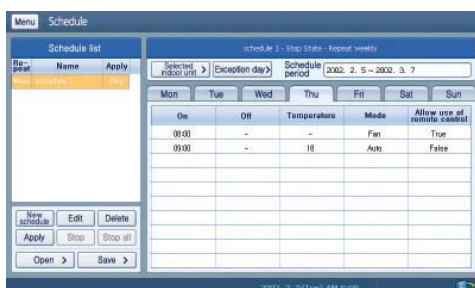 Menu Schedule
Schedule list
Re-peat Name Apply
Week Schedule 1 Stop
New schedule Edit Delete
Apply Stop Stop all
Open > Save >
schedule 1 - Stop State - Repeat weekly
Selected indoor unit > Exception day > Schedule period 2002. 2. 5 ~ 2002. 3. 7
Mon Tue Wed Thu Fri Sat Sun
On Off Temperature Mode Allow use of remote control
08:00 - - Fan True
09:00 - 18 Auto False